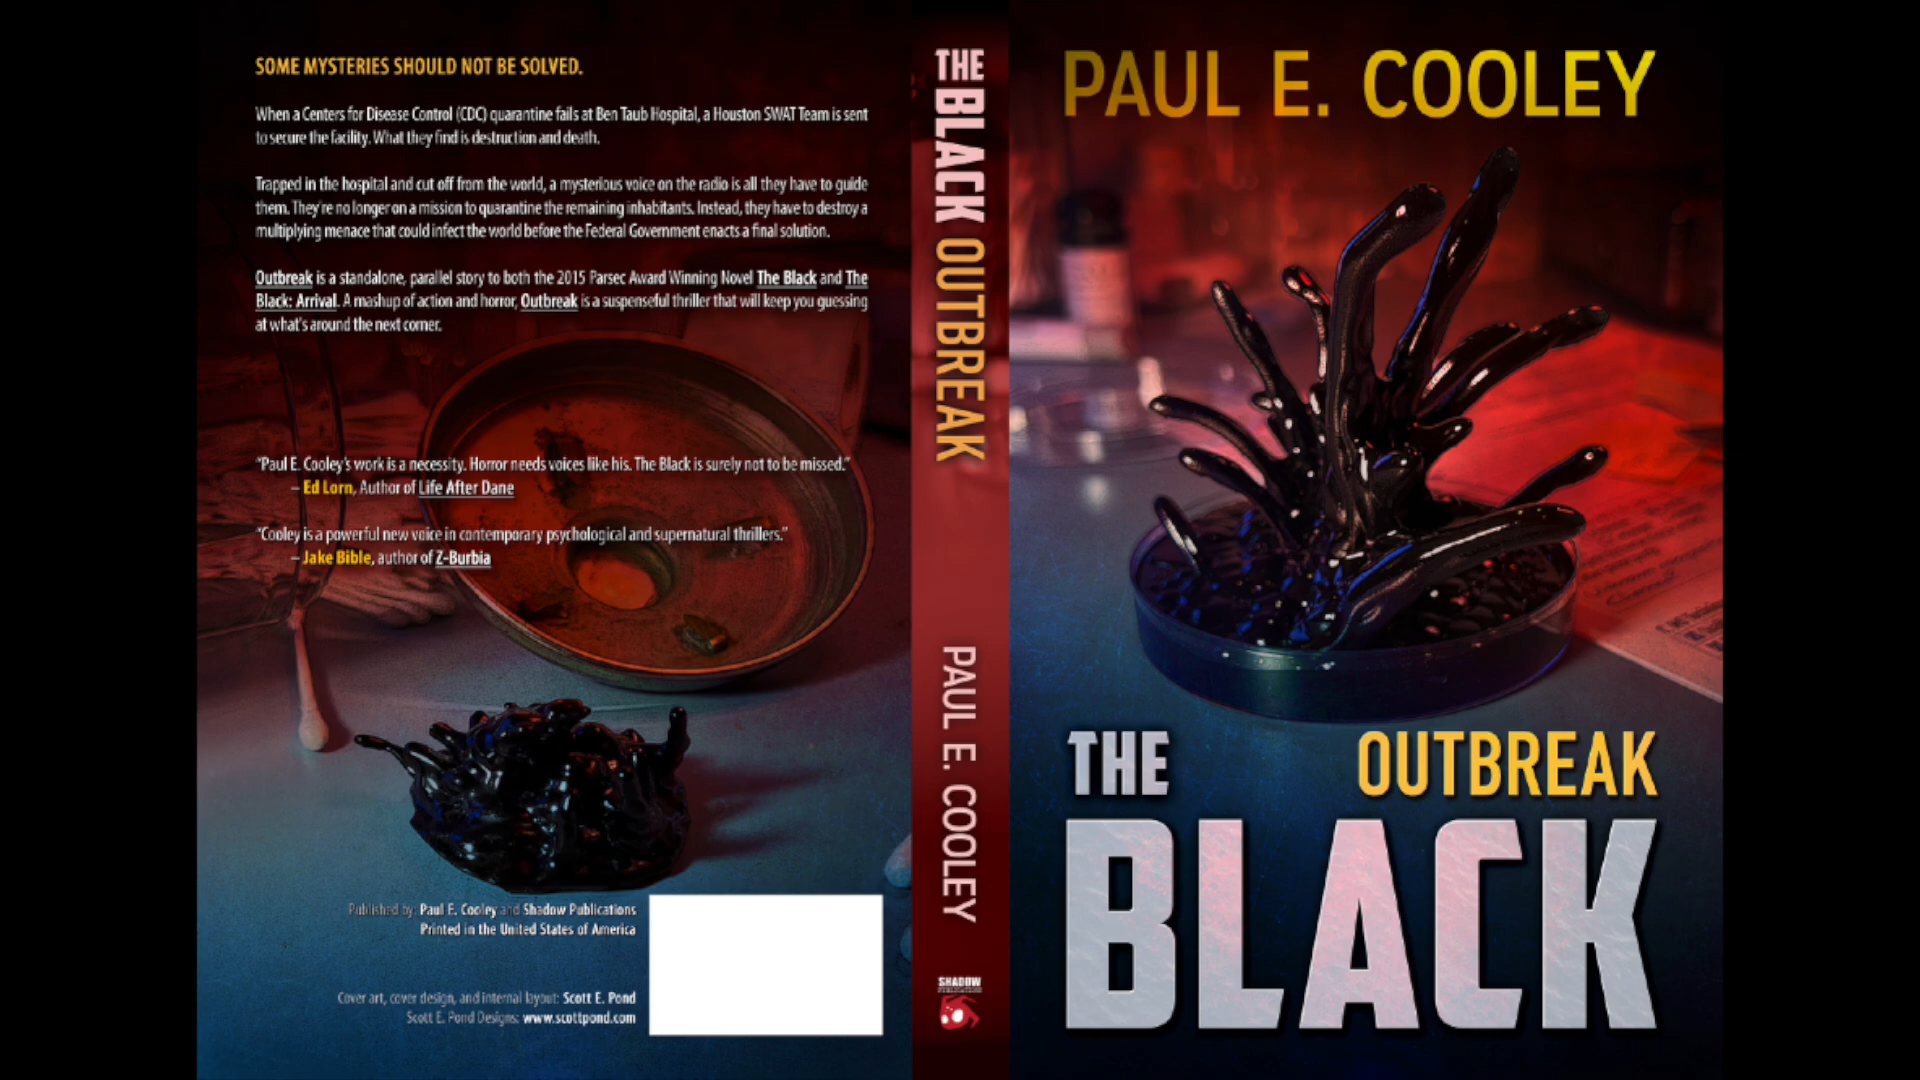 SOME MYSTERIES SHOULD NOT BE SOLVED.
When a Centers for Disease Control (CDC) quarantine fails at Ben Taub Hospital, a Houston SWAT Team is sent
to secure the facility. What they find is destruction and death.
Trapped in the hospital and cut off from the world, a mysterious voice on the radio is all they have to guide
them. They're no longer on a mission to quarantine the remaining inhabitants. Instead, they have to destroy a
multiplying menace that could infect the world before the Federal Government enacts a final solution.
Outbreak is a standalone, parallel story to both the 2015 Parsec Award Winning Novel The Black and The
Black: Arrival. A mashup of action and horror, Outbreak is a suspenseful thriller that will keep you guessing
at what's around the next corner.
"Paul E. Cooley's work is a necessity. Horror needs voices like his. The Black is surely not to be missed."
– Ed Lorn, Author of Life After Dane
"Cooley is a powerful new voice in contemporary psychological and supernatural thrillers."
– Jake Bible, author of Z-Burbia
Published by: Paul E. Cooley and Shadow Publications
Printed in the United States of America
Cover art, cover design, and internal layout: Scott E. Pond
Scott E. Pond Designs: www.scottpond.com
THE BLACK OUTBREAK
PAUL E. COOLEY
SHADOW
PAUL E. COOLEY
THE OUTBREAK
BLACK